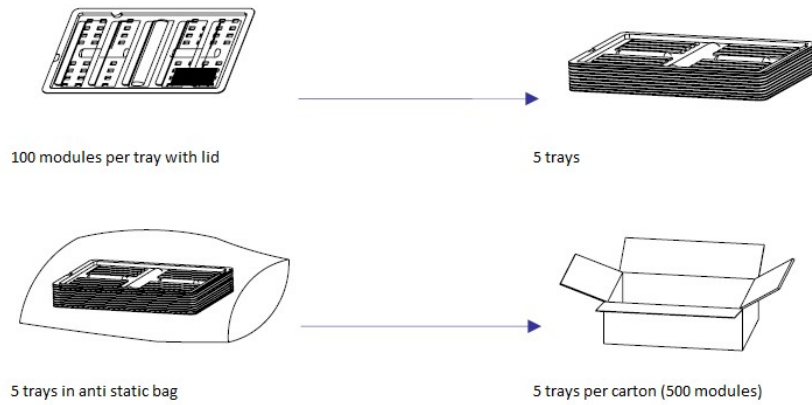 100 modules per tray with lid
5 trays
5 trays in anti static bag
5 trays per carton (500 modules)